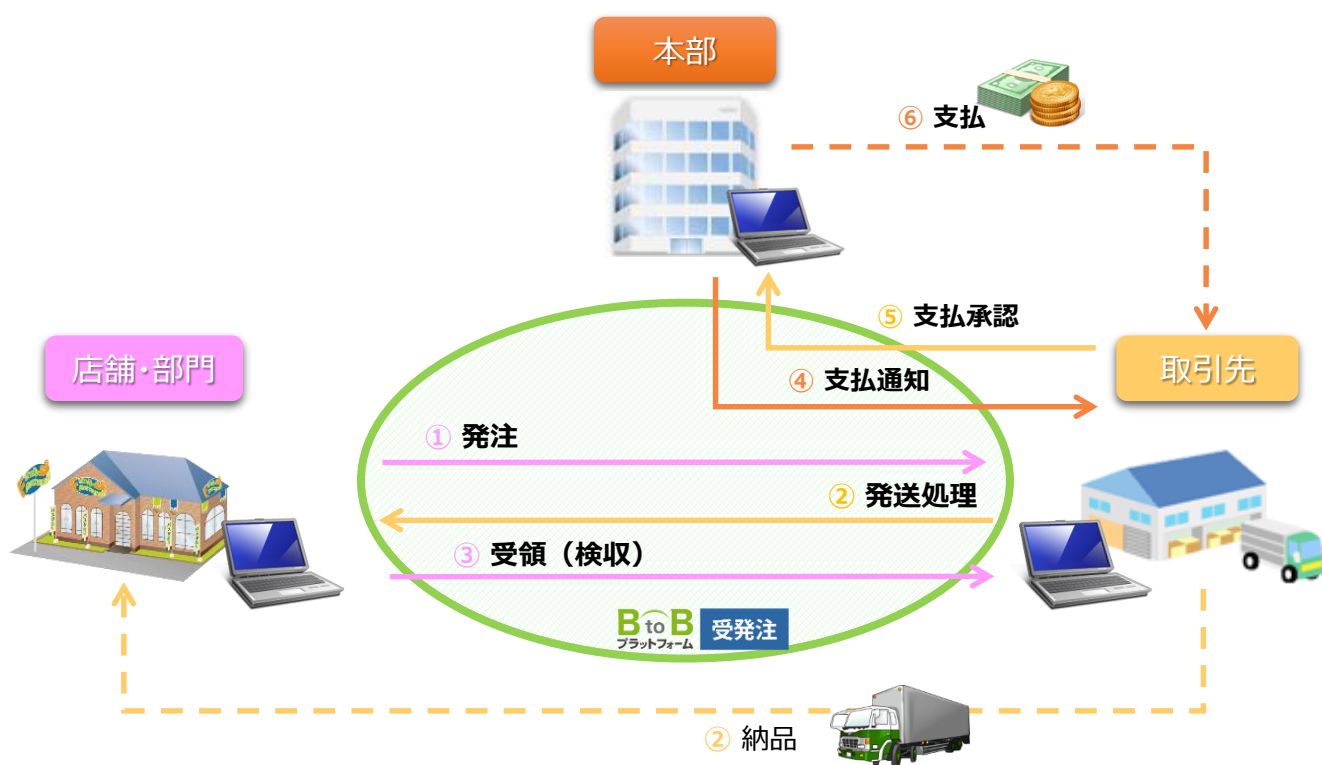 本部
⑥ 支払
⑤ 支払承認
店舗・部門
取引先
④ 支払通知
① 発注
② 発送処理
③ 受領（検収）
BtoB
プラットフォーム
受発注
② 納品